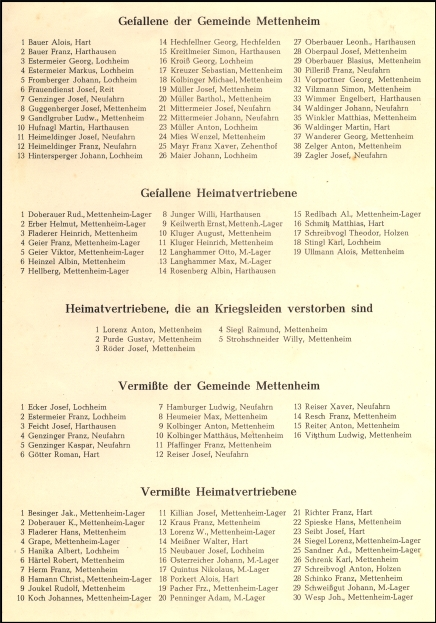 Gefallene der Gemeinde Mettenheim
1 Bauer Alois, Hart
2 Bauer Franz, Harthausen
3 Estermeier Georg, Lochheim
4 Estermeier Markus, Lochheim
5 Fromberger Johann, Lochheim
6 Frauendienst Josef, Reit
7 Genzinger Josef, Neufahrn
8 Guggenberger Josef, Mettenheim
9 Gandlgruber Ludw., Mettenheim
10 Hufnagl Martin, Harthausen
11 Heimeldinger Josef, Neufahrn
12 Heimeldinger Franz, Neufahrn
13 Hintersperger Johann, Lochheim
14 Hechfellner Georg, Hechfelden
15 Kreitlmeier Simon, Harthausen
16 Kroiß Georg, Lochheim
17 Kreuzer Sebastian, Mettenheim
18 Kolbinger Michael, Mettenheim
19 Müller Josef, Mettenheim
20 Müller Barthol., Mettenheim
21 Mittermeier Josef, Neufahrn
22 Mittermeier Johann, Neufahrn
23 Müller Anton, Lochheim
24 Mies Wenzel, Mettenheim
25 Mayr Franz Xaver, Zehenthof
26 Maier Johann, Lochheim
27 Oberbauer Leonh., Harthausen
28 Oberpaul Josef, Mettenheim
29 Oberbauer Blasius, Mettenheim
30 Pilleriß Franz, Neufahrn
31 Vorportner Georg, Mettenheim
32 Vilzmann Simon, Mettenheim
33 Wimmer Engelbert, Harthausen
34 Waldinger Johann, Neufahrn
35 Winkler Matthias, Mettenheim
36 Waldinger Martin, Hart
37 Wanderer Georg, Mettenheim
38 Zelger Anton, Mettenheim
39 Zagler Josef, Neufahrn
Gefallene Heimatvertriebene
1 Doberauer Rud., Mettenheim-Lager
2 Erber Helmut, Mettenheim-Lager
3 Fladerer Heinrich, Mettenheim
4 Geier Franz, Mettenheim-Lager
5 Geier Viktor, Mettenheim-Lager
6 Heinzel Albin, Mettenheim
7 Hellberg, Mettenheim-Lager
8 Junger Willi, Harthausen
9 Keilwerth Ernst, Mettenh.-Lager
10 Kluger August, Mettenheim
11 Kluger Heinrich, Mettenheim
12 Langhammer Otto, M.-Lager
13 Langhammer Max, M.-Lager
14 Rosenberg Albin, Harthausen
15 Redlbach Al., Mettenheim-Lager
16 Schmitz Matthias, Hart
17 Schreibvogl Theodor, Holzen
18 Stingl Karl, Lochheim
19 Ullmann Alois, Mettenheim
Heimatvertriebene, die an Kriegsleiden verstorben sind
1 Lorenz Anton, Mettenheim
2 Purde Gustav, Mettenheim
3 Röder Josef, Mettenheim
4 Siegl Raimund, Mettenheim
5 Strohschneider Willy, Mettenheim
Vermißte der Gemeinde Mettenheim
1 Ecker Josef, Lochheim
2 Estermeier Franz, Lochheim
3 Feicht Josef, Harthausen
4 Genzinger Franz, Neufahrn
5 Genzinger Kaspar, Neufahrn
6 Götter Roman, Hart
7 Hamburger Ludwig, Neufahrn
8 Heumeier Max, Mettenheim
9 Kolbinger Anton, Mettenheim
10 Kolbinger Matthäus, Mettenheim
11 Pfaffinger Franz, Mettenheim
12 Reiser Josef, Neufahrn
13 Reiser Xaver, Neufahrn
14 Resch Franz, Mettenheim
15 Reiter Anton, Mettenheim
16 Vitzthum Ludwig, Mettenheim
Vermißte Heimatvertriebene
1 Besinger Jak., Mettenheim-Lager
2 Doberauer K., Mettenheim-Lager
3 Fladerer Hans, Mettenheim
4 Grape, Mettenheim-Lager
5 Hanika Albert, Lochheim
6 Härtel Robert, Mettenheim
7 Herm Franz, Mettenheim
8 Hamann Christ., Mettenheim-Lager
9 Joukel Rudolf, Mettenheim
10 Koch Johannes, Mettenheim-Lager
11 Killian Josef, Mettenheim-Lager
12 Kraus Franz, Mettenheim
13 Lorenz W., Mettenheim-Lager
14 Meißner Walter, Hart
15 Neubauer Josef, Lochheim
16 Osterreicher Johann, M.-Lager
17 Quintus Nikolaus, M.-Lager
18 Porkert Alois, Hart
19 Pacher Frz., Mettenheim-Lager
20 Penninger Adam, M.-Lager
21 Richter Franz, Hart
22 Spieske Hans, Mettenheim
23 Seibt Josef, Hart
24 Siegel Lorenz, Mettenheim-Lager
25 Sandner Ad., Mettenheim-Lager
26 Schrenk Karl, Mettenheim
27 Schreibvogl Anton, Holzen
28 Schinko Franz, Mettenheim
29 Schweißgut Johann, M.-Lager
30 Wesp Joh., Mettenheim-Lager